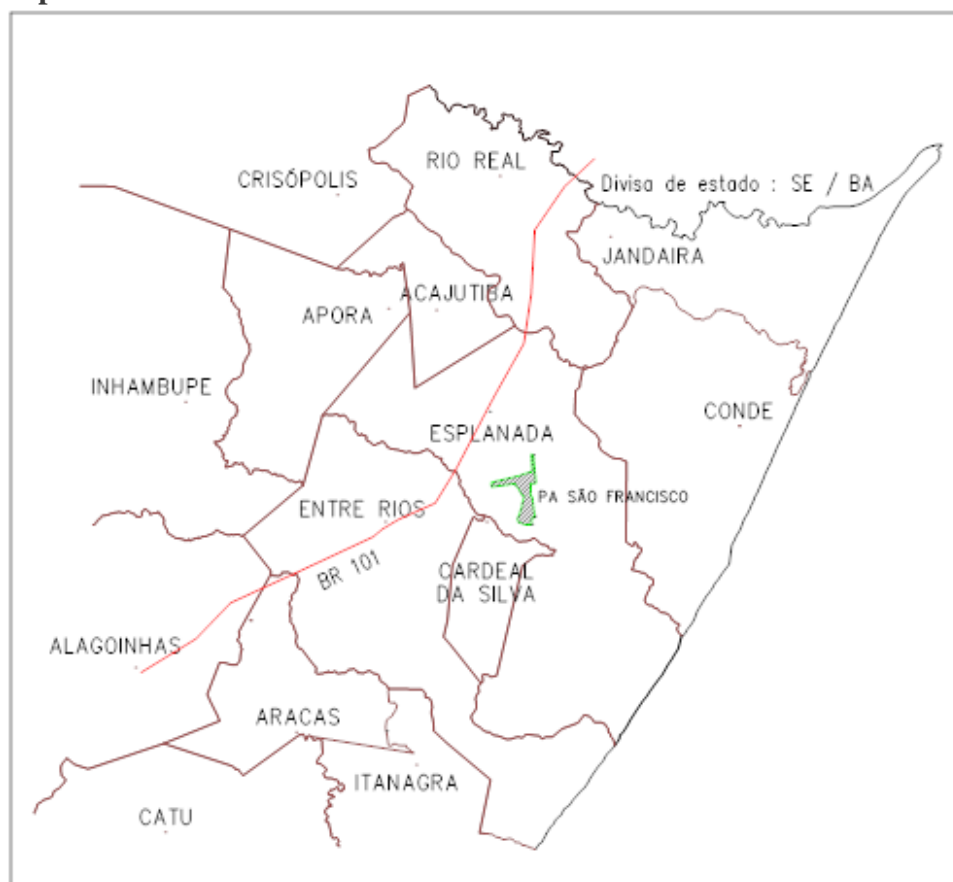 RIO REAL
CRISÓPOLIS
Divisa de estado : SE / BA
JANDAIRA
ACAJUTIBA
APORA
INHAMBUPE
CONDE
ESPLANADA
PA SÃO FRANCISCO
ENTRE RIOS
BR 101
CARDEAL
DA SILVA
ALAGOINHAS
ARACAS
ITANAGRA
CATU